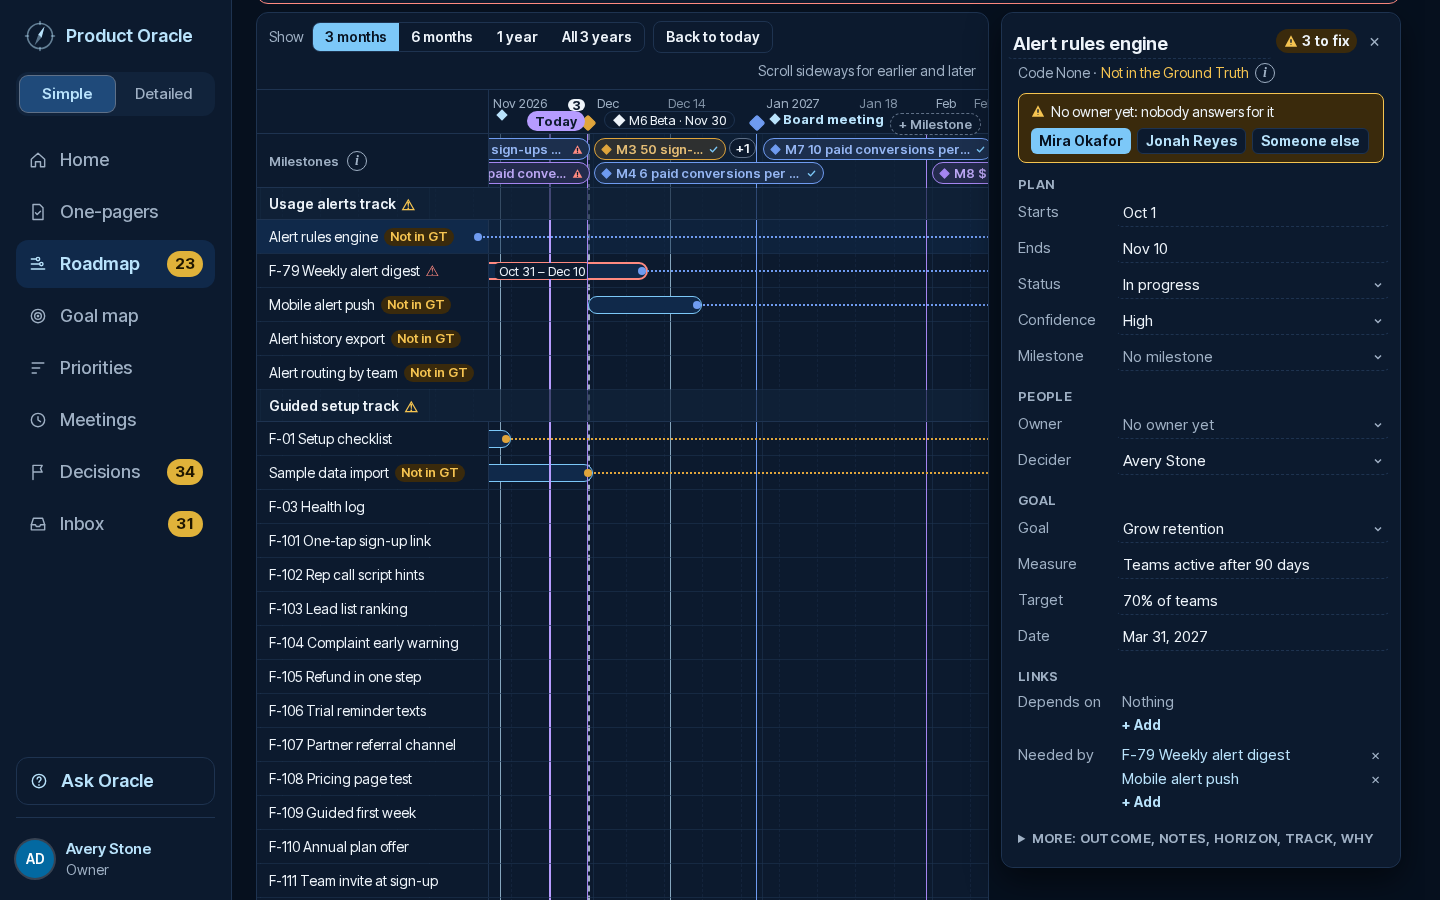 Product Oracle
Simple
Detailed
Home
One-pagers
Roadmap 23
Goal map
Priorities
Meetings
Decisions 34
Inbox 31
Ask Oracle
AD
Avery Stone
Owner
Show
3 months
6 months
1 year
All 3 years
Back to today
Scroll sideways for earlier and later
Nov 2026
3
Dec
Dec 14
Jan 2027
Jan 18
Feb
Fe
Today
M6 Beta · Nov 30
Board meeting
+ Milestone
Milestones i
sign-ups ...
M3 50 sign-...
+1
M7 10 paid conversions per...
paid conve...
M4 6 paid conversions per ...
M8 $
Usage alerts track
Alert rules engine Not in GT
F-79 Weekly alert digest
Oct 31 – Dec 10
Mobile alert push Not in GT
Alert history export Not in GT
Alert routing by team Not in GT
Guided setup track
F-01 Setup checklist
Sample data import Not in GT
F-03 Health log
F-101 One-tap sign-up link
F-102 Rep call script hints
F-103 Lead list ranking
F-104 Complaint early warning
F-105 Refund in one step
F-106 Trial reminder texts
F-107 Partner referral channel
F-108 Pricing page test
F-109 Guided first week
F-110 Annual plan offer
F-111 Team invite at sign-up
Alert rules engine
3 to fix
×
Code None · Not in the Ground Truth i
No owner yet: nobody answers for it
Mira Okafor
Jonah Reyes
Someone else
PLAN
Starts Oct 1
Ends Nov 10
Status In progress
Confidence High
Milestone No milestone
PEOPLE
Owner No owner yet
Decider Avery Stone
GOAL
Goal Grow retention
Measure Teams active after 90 days
Target 70% of teams
Date Mar 31, 2027
LINKS
Depends on Nothing
+ Add
Needed by F-79 Weekly alert digest ×
Mobile alert push ×
+ Add
MORE: OUTCOME, NOTES, HORIZON, TRACK, WHY